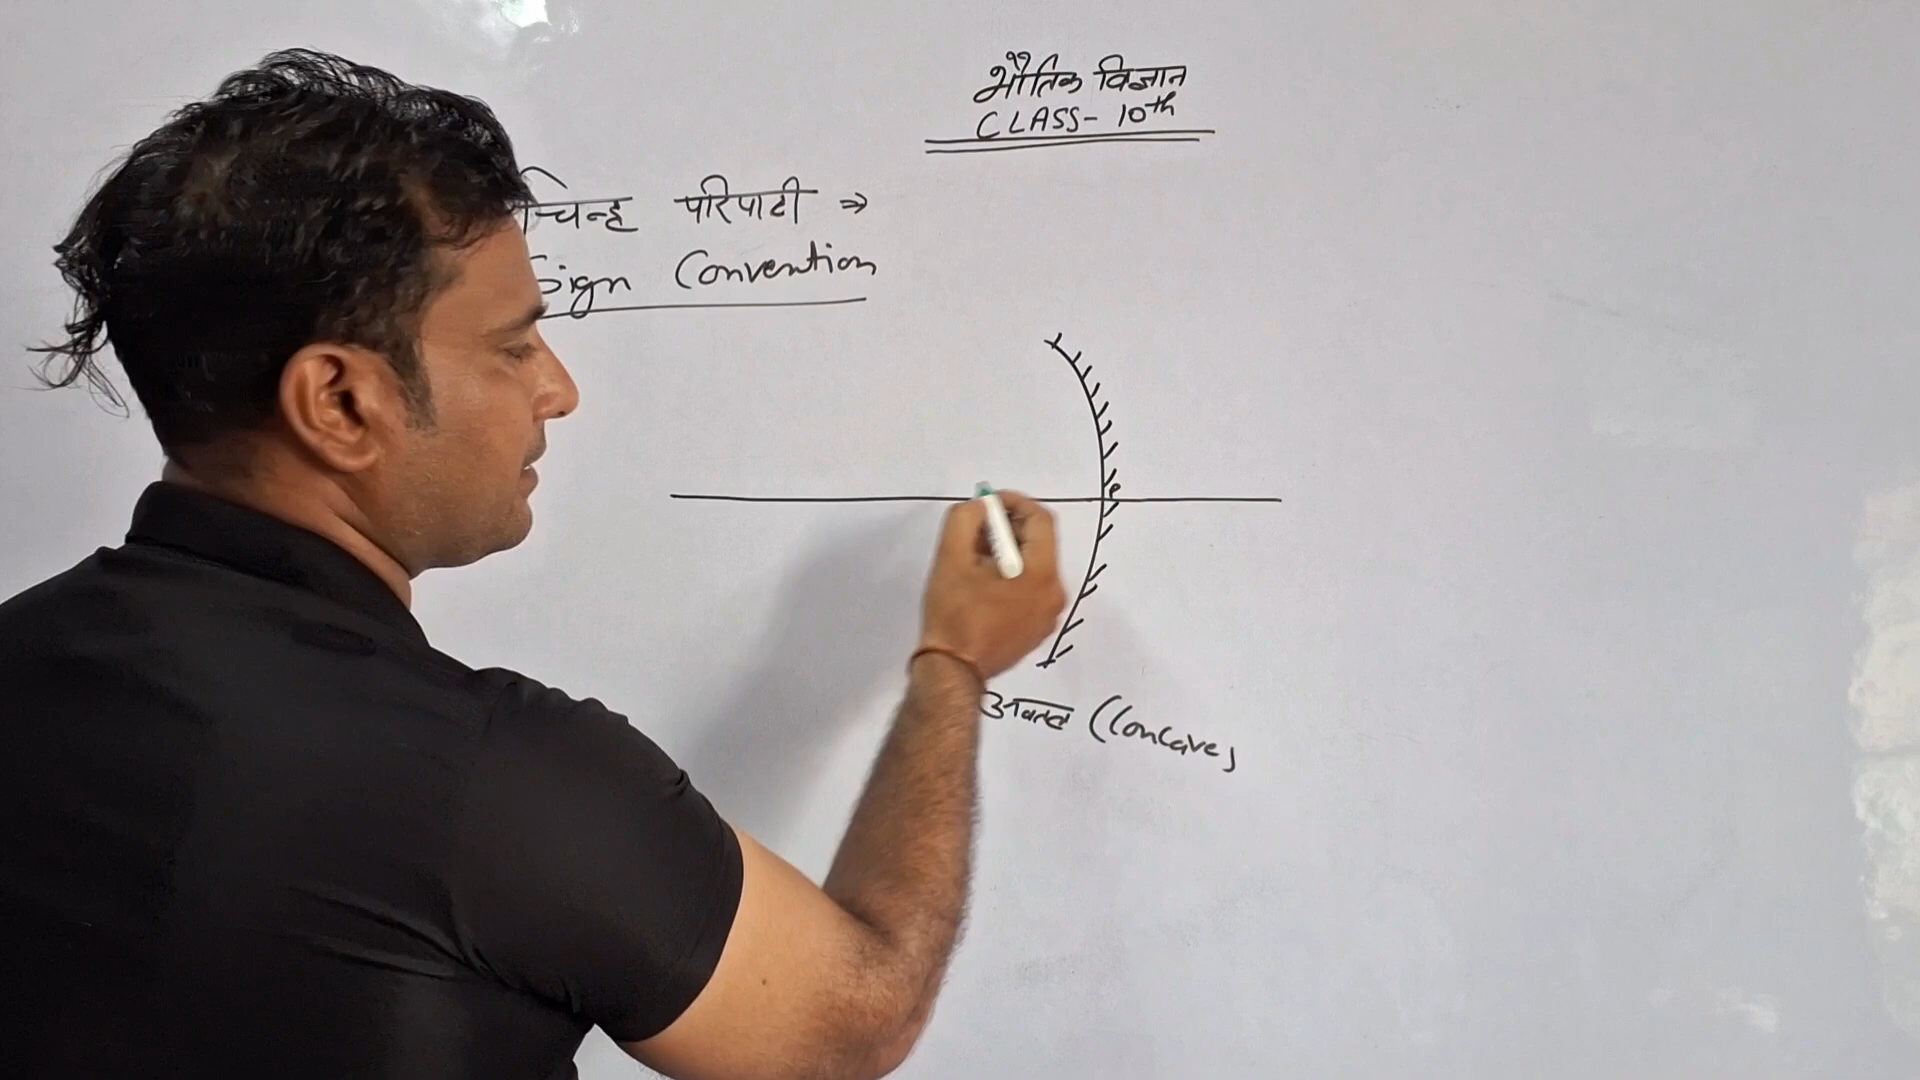 भौतिक विज्ञान
CLASS- 10th
चिन्ह परिपाटी ⇒
Sign Convention
P
अवतल (Concave)